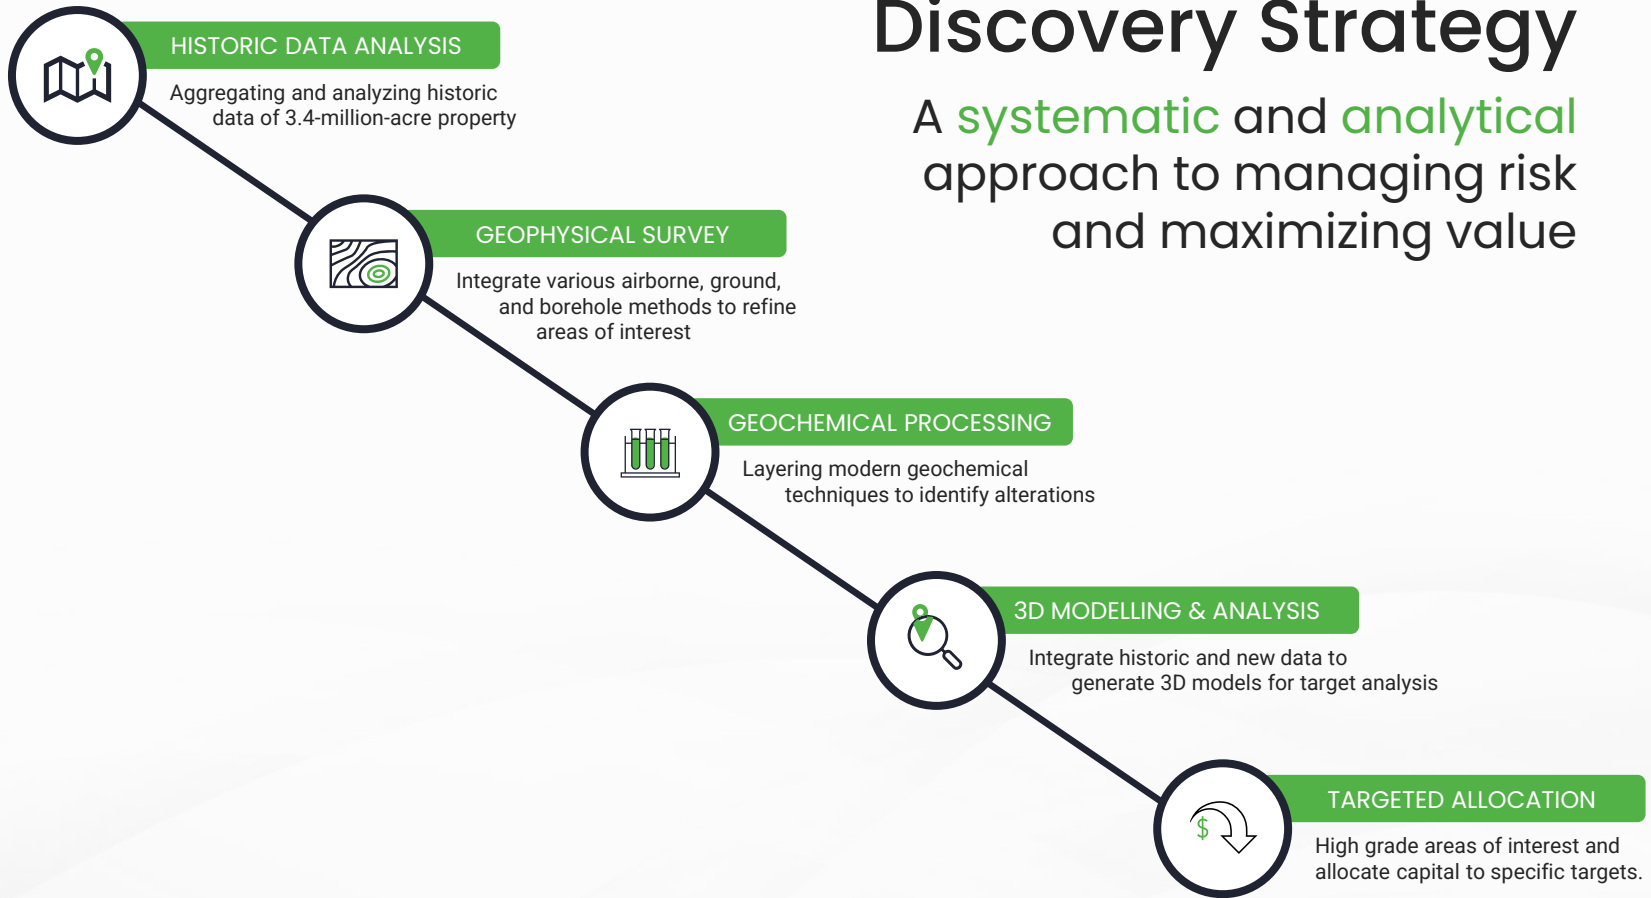 Discovery Strategy
A systematic and analytical
approach to managing risk
and maximizing value
HISTORIC DATA ANALYSIS
Aggregating and analyzing historic
data of 3.4-million-acre property
GEOPHYSICAL SURVEY
Integrate various airborne, ground,
and borehole methods to refine
areas of interest
GEOCHEMICAL PROCESSING
Layering modern geochemical
techniques to identify alterations
3D MODELLING & ANALYSIS
Integrate historic and new data to
generate 3D models for target analysis
$
TARGETED ALLOCATION
High grade areas of interest and
allocate capital to specific targets.